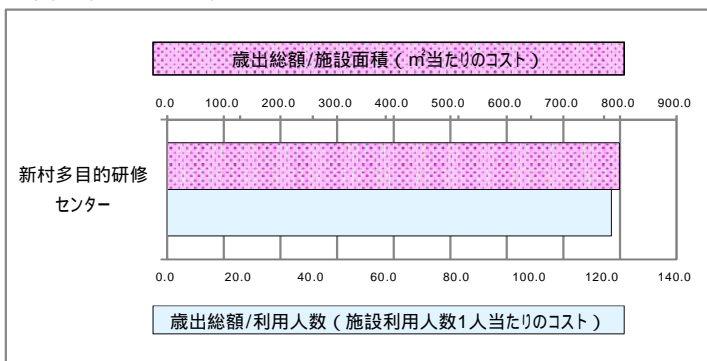 歳出総額/施設面積(㎡当たりのコスト)
0.0 100.0 200.0 300.0 400.0 500.0 600.0 700.0 800.0 900.0
新村多目的研修
センター
0.0 20.0 40.0 60.0 80.0 100.0 120.0 140.0
歳出総額/利用人数(施設利用人数1人当たりのコスト)